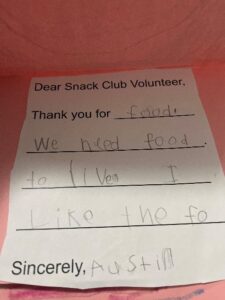 Dear Snack Club Volunteer,
Thank you for food.
We need food
to live. I
Like the fo
Sincerely, Austin